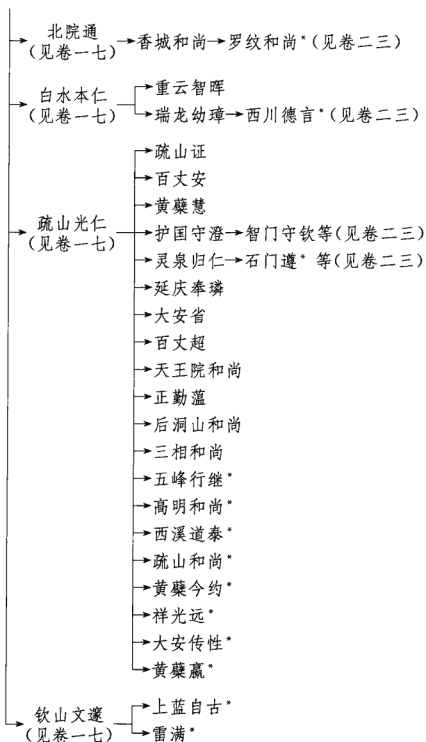 北院通→香城和尚→罗纹和尚*(见卷二三)
(见卷一七)
白水本仁
(见卷一七)
→重云智晖
→瑞龙幼璋→西川德言*(见卷二三)
疏山光仁
(见卷一七)
→疏山证
→百丈安
→黄蘗慧
→护国守澄→智门守钦等(见卷二三)
→灵泉归仁→石门遵*等(见卷二三)
→延庆奉璘
→大安省
→百丈超
→天王院和尚
→正勤蕰
→后洞山和尚
→三相和尚
→五峰行继*
→高明和尚*
→西溪道泰*
→疏山和尚*
→黄蘗今约*
→祥光远*
→大安传性*
→黄蘗赢*
钦山文邃
(见卷一七)
→上蓝自古*
→雷满*